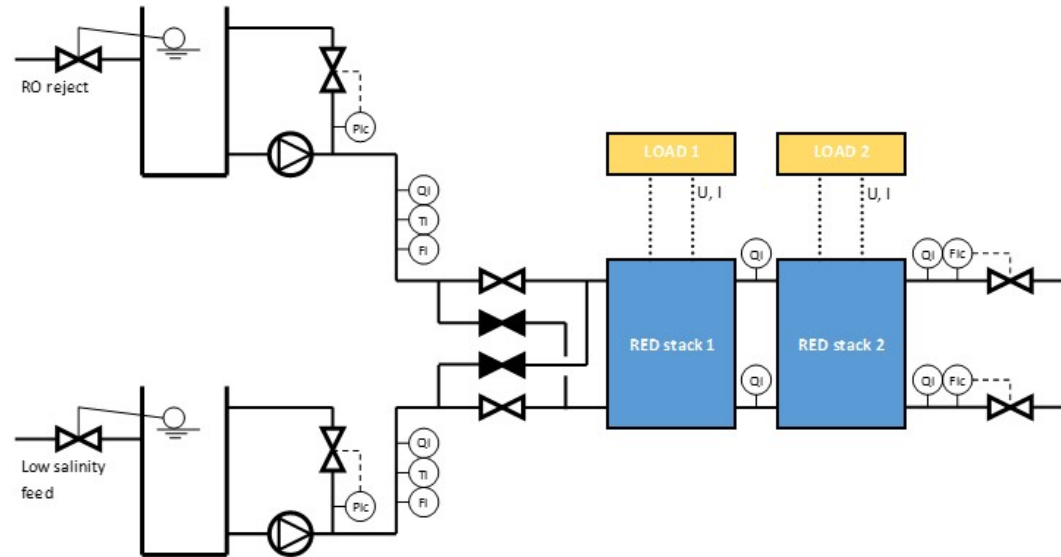 RO reject
PIc
QI
TI
FI
LOAD 1
LOAD 2
U, I
U, I
QI
QI
FIc
RED stack 1
RED stack 2
QI
QI
FIc
Low salinity
feed
QI
TI
FI
PIc